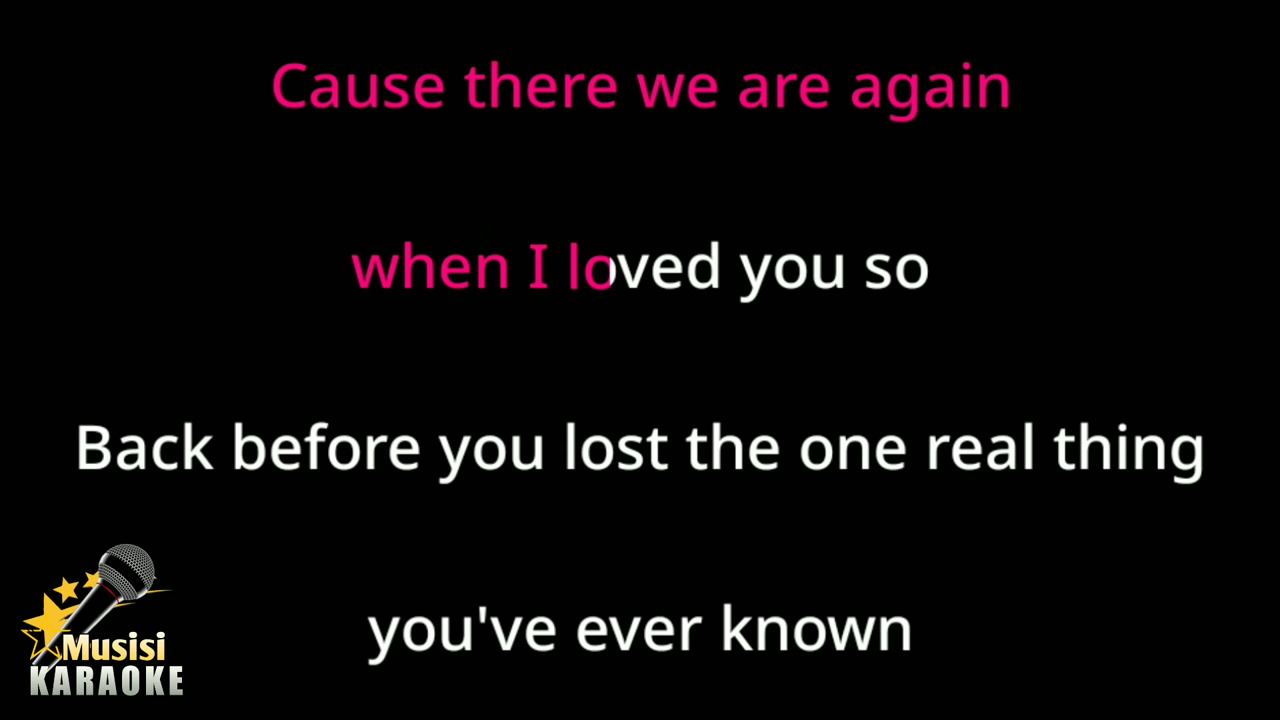 Cause there we are again
when I loved you so
Back before you lost the one real thing
you've ever known
Musisi
KARAOKE